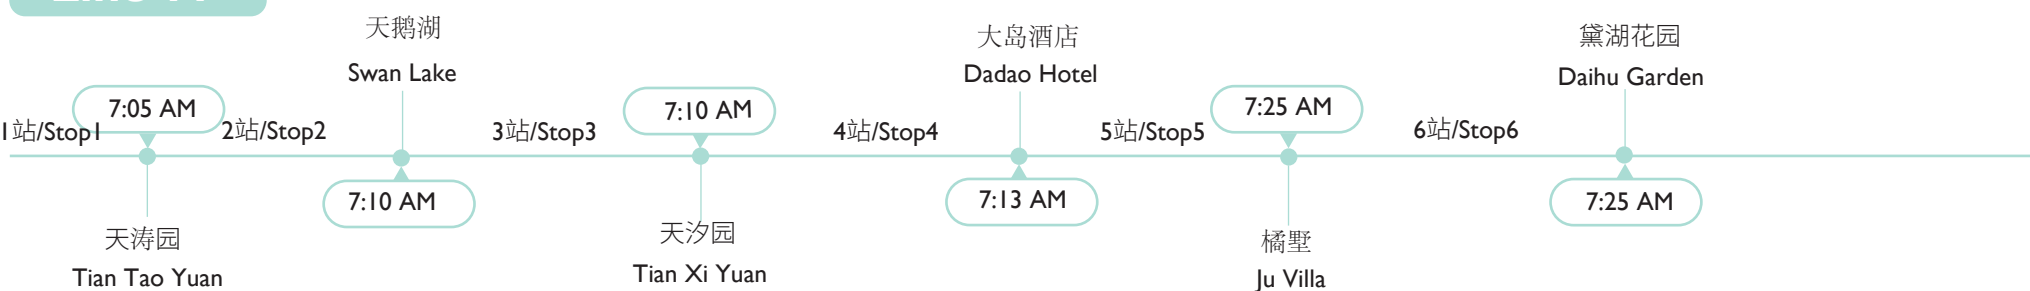 1站/Stop1
7:05 AM
天涛园
Tian Tao Yuan
2站/Stop2
天鹅湖
Swan Lake
7:10 AM
3站/Stop3
7:10 AM
天汐园
Tian Xi Yuan
4站/Stop4
大岛酒店
Dadao Hotel
7:13 AM
5站/Stop5
7:25 AM
橘墅
Ju Villa
6站/Stop6
黛湖花园
Daihu Garden
7:25 AM